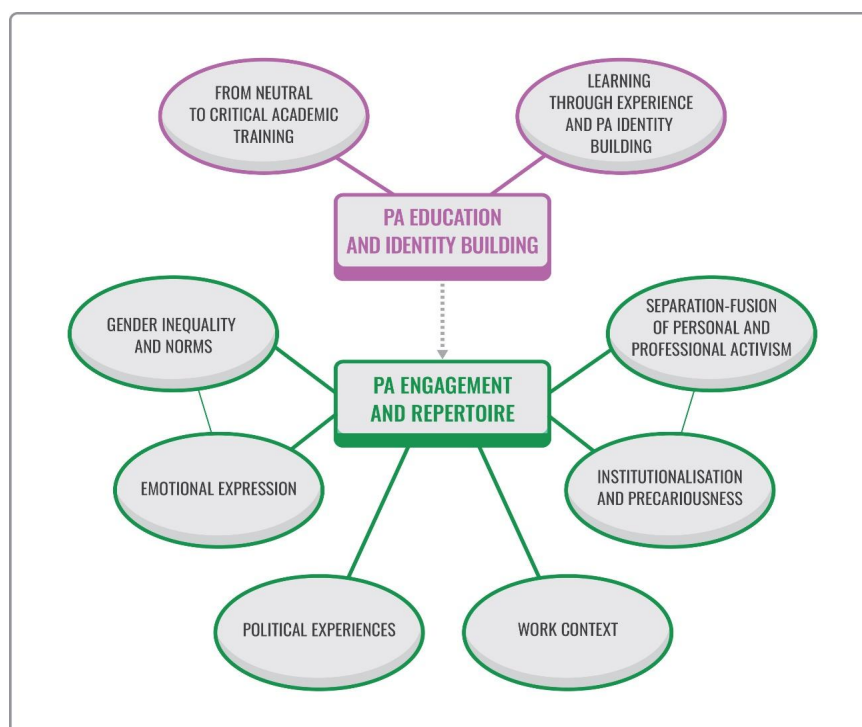 FROM NEUTRAL
TO CRITICAL ACADEMIC
TRAINING
LEARNING
THROUGH EXPERIENCE
AND PA IDENTITY
BUILDING
PA EDUCATION
AND IDENTITY BUILDING
GENDER INEQUALITY
AND NORMS
SEPARATION-FUSION
OF PERSONAL AND
PROFESSIONAL ACTIVISM
PA ENGAGEMENT
AND REPERTOIRE
EMOTIONAL EXPRESSION
INSTITUTIONALISATION
AND PRECARIOUSNESS
POLITICAL EXPERIENCES
WORK CONTEXT